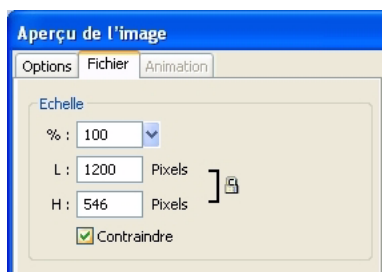 Aperçu de l'image
Options Fichier Animation
Echelle
% : 100
L : 1200 Pixels
H : 546 Pixels
Contraindre